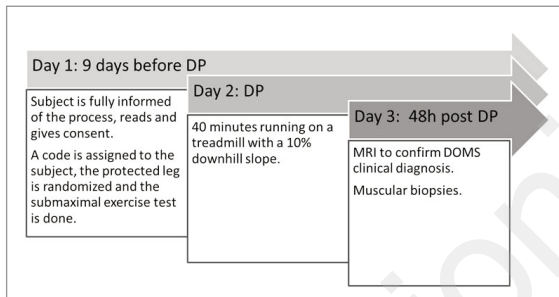 Day 1: 9 days before DP
Subject is fully informed
of the process, reads and
gives consent.
A code is assigned to the
subject, the protected leg
is randomized and the
submaximal exercise test
is done.
Day 2: DP
40 minutes running on a
treadmill with a 10%
downhill slope.
Day 3: 48h post DP
MRI to confirm DOMS
clinical diagnosis.
Muscular biopsies.